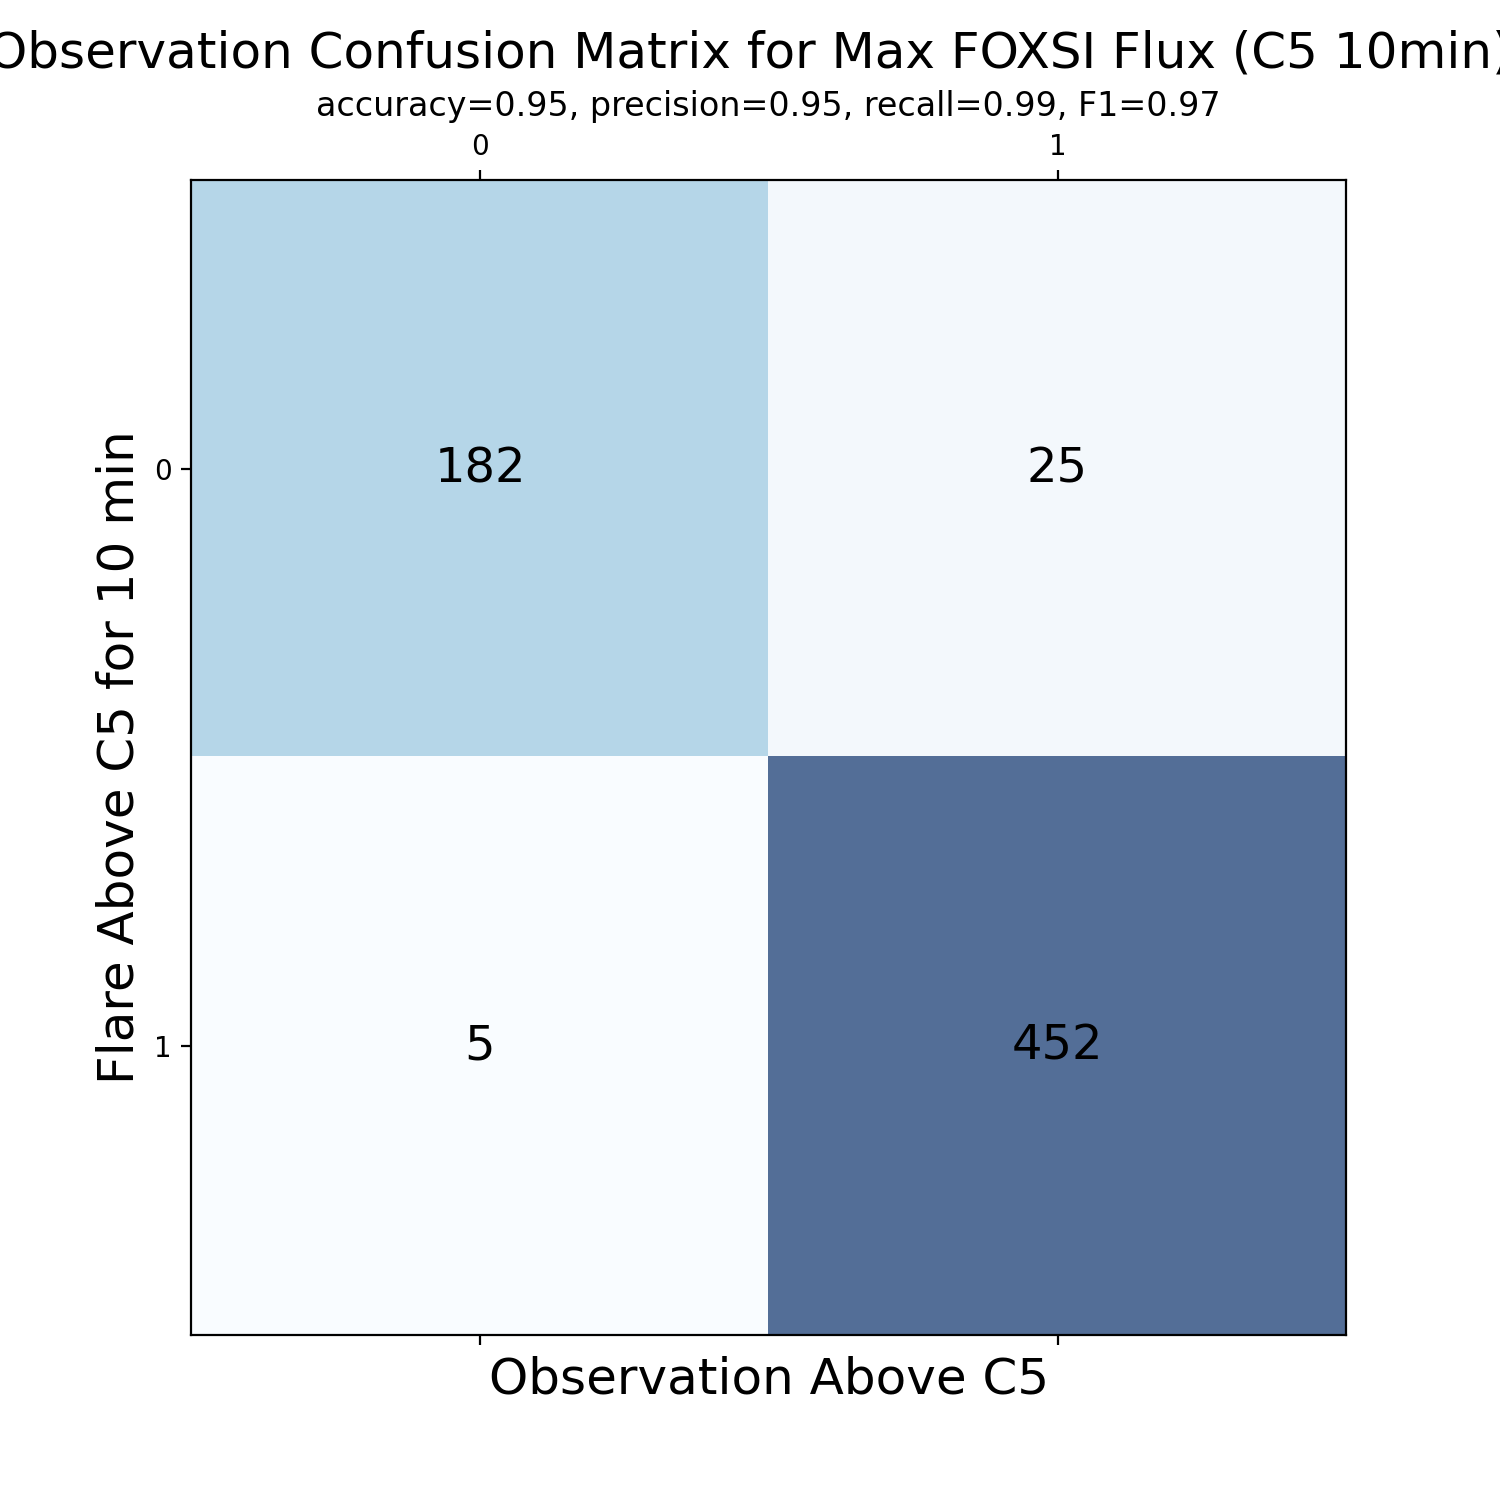 Observation Confusion Matrix for Max FOXSI Flux (C5 10min)
accuracy=0.95, precision=0.95, recall=0.99, F1=0.97
0 1
Flare Above C5 for 10 min
0
182 25
1
5 452
Observation Above C5